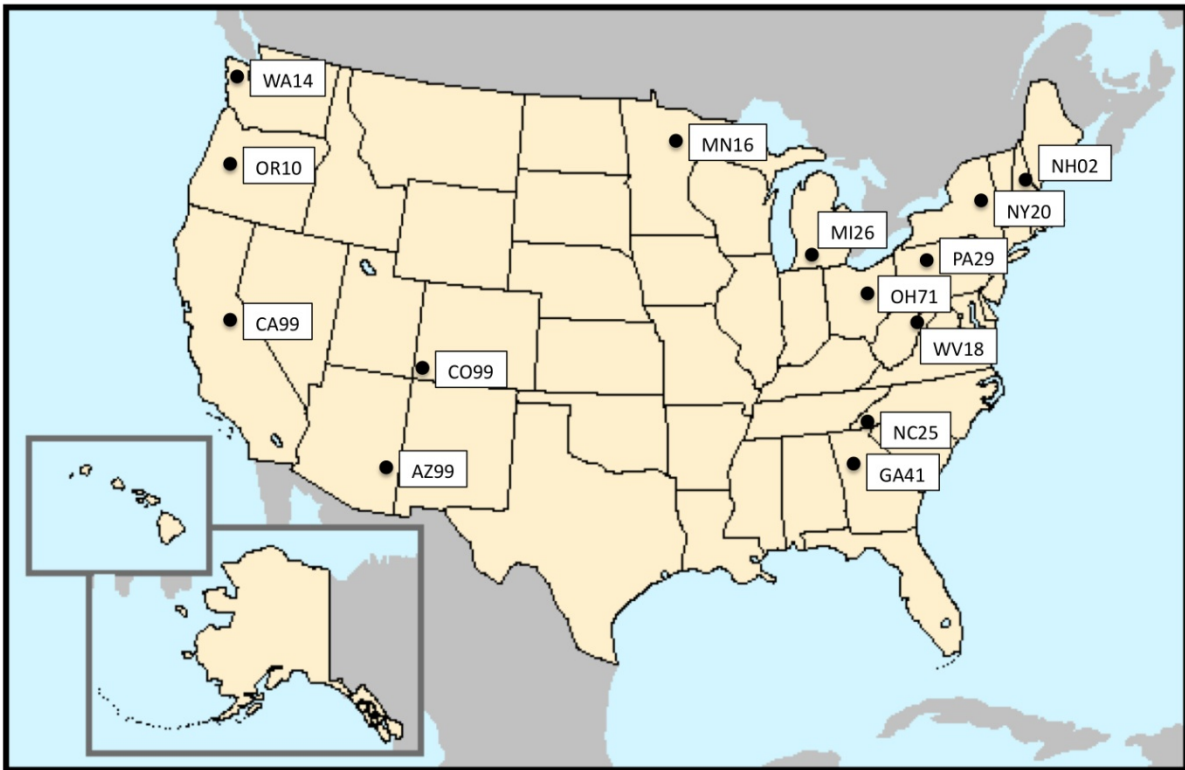 WA14
MN16
OR10
NH02
NY20
MI26
PA29
OH71
CA99
WV18
CO99
NC25
AZ99
GA41